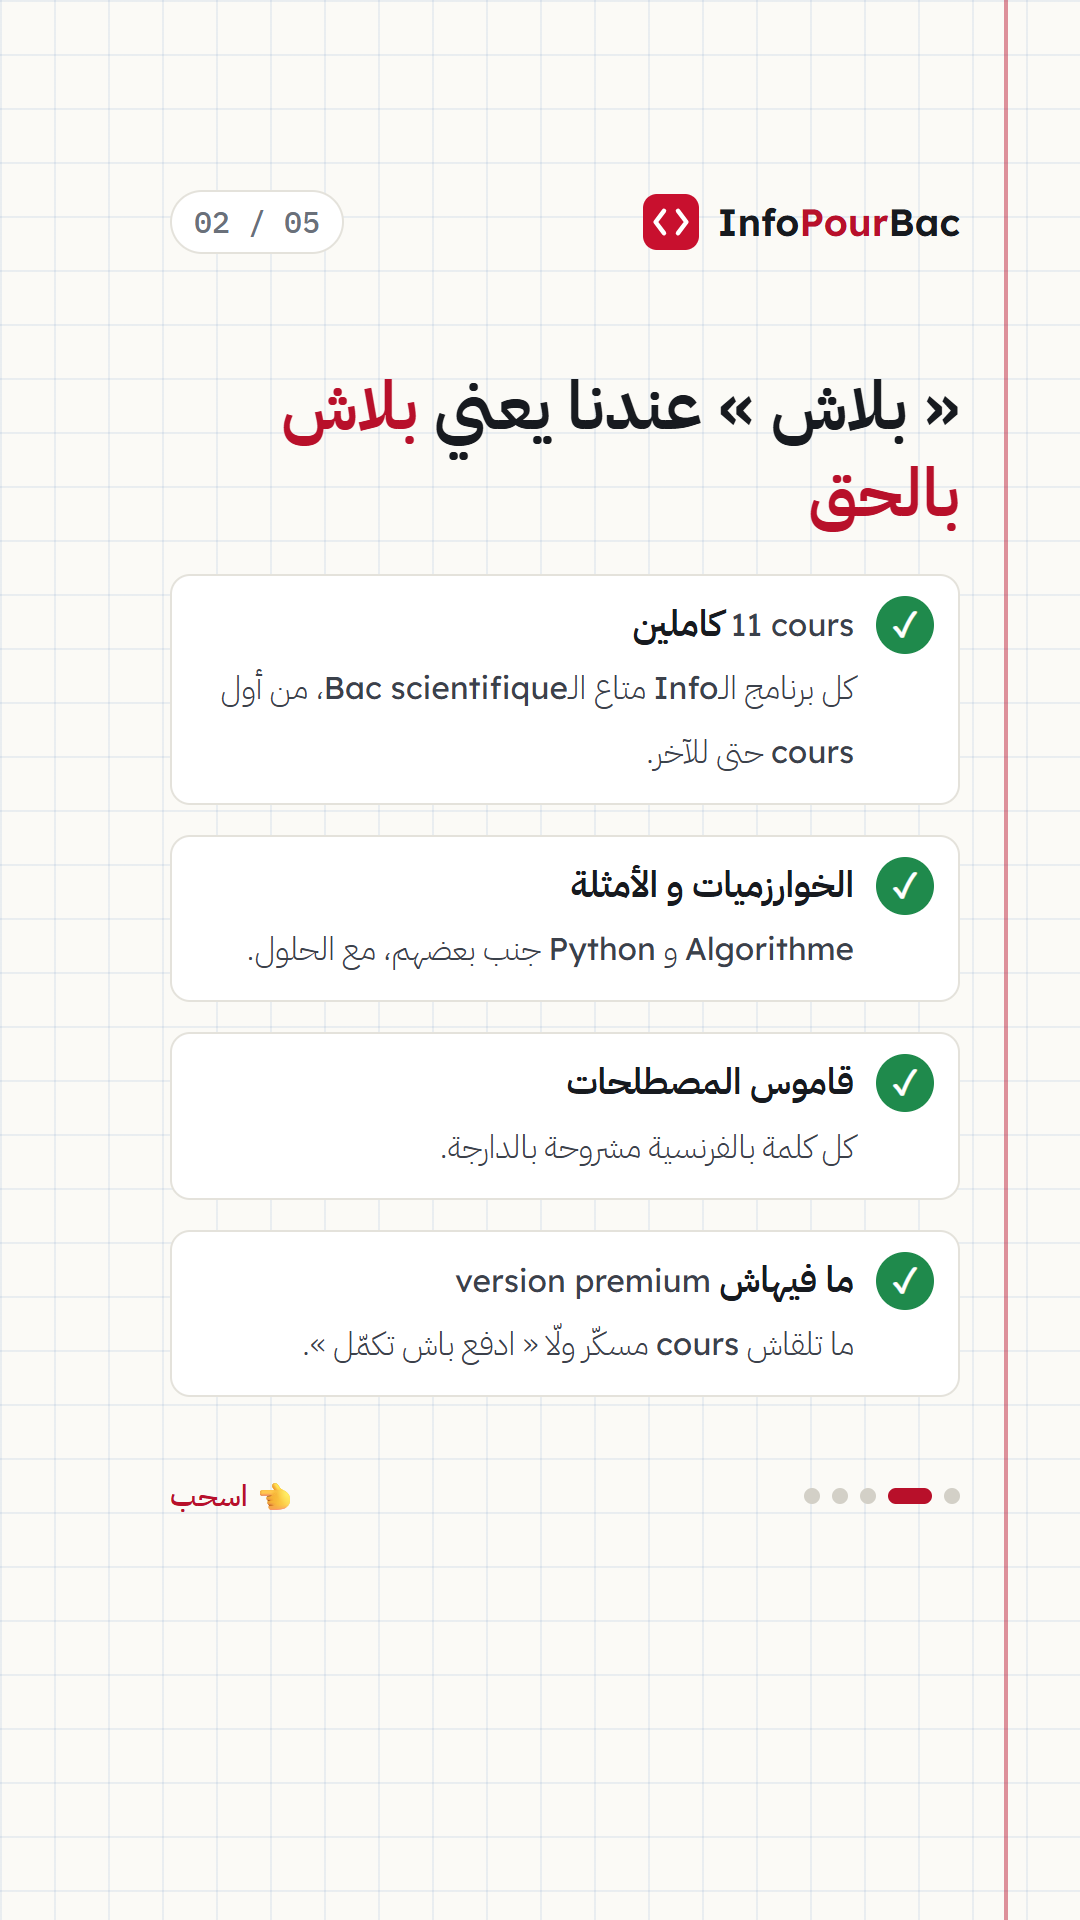 InfoPourBac
02 / 05
« بلاش » عندنا يعني بلاش
بالحق
11 cours كاملين
كل برنامج الـInfo متاع الـBac scientifique، من أول
cours حتى للآخر.
الخوارزميات و الأمثلة
Algorithme و Python جنب بعضهم، مع الحلول.
قاموس المصطلحات
كل كلمة بالفرنسية مشروحة بالدارجة.
ما فيهاش version premium
ما تلقاش cours مسكّر ولّا « ادفع باش تكمّل ».
👈 اسحب